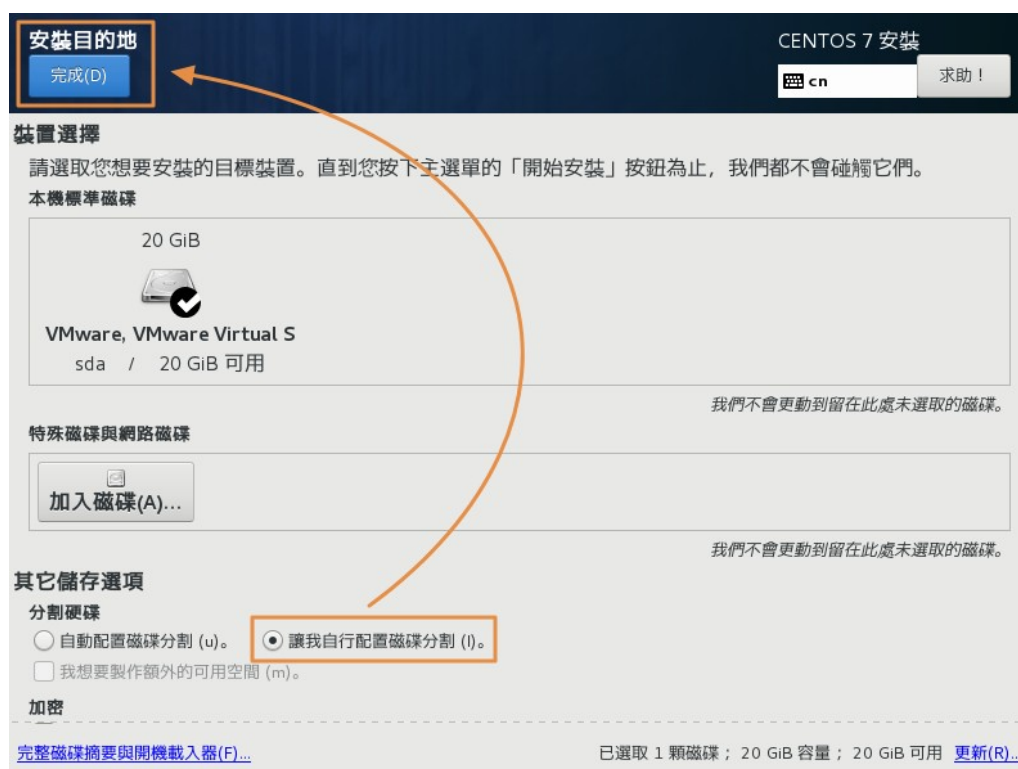 安裝目的地
CENTOS 7 安裝
完成(D)
cn
求助！
裝置選擇
請選取您想要安裝的目標裝置。直到您按下主選單的「開始安裝」按鈕為止，我們都不會碰觸它們。
本機標準磁碟
20 GiB
VMware, VMware Virtual S
sda / 20 GiB 可用
我們不會更動到留在此處未選取的磁碟。
特殊磁碟與網路磁碟
加入磁碟(A)...
我們不會更動到留在此處未選取的磁碟。
其它儲存選項
分割硬碟
自動配置磁碟分割 (u)。 讓我自行配置磁碟分割 (I)。
我想要製作額外的可用空間 (m)。
加密
完整磁碟摘要與開機載入器(F)... 已選取 1 顆磁碟； 20 GiB 容量； 20 GiB 可用 更新(R)..